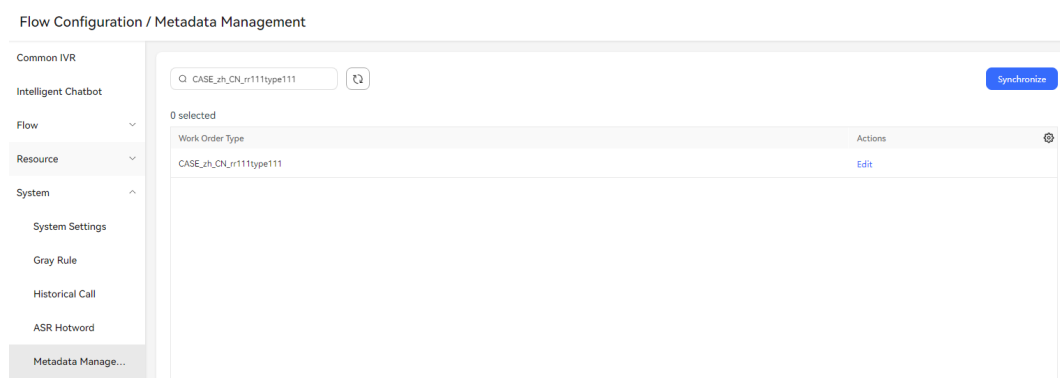 Flow Configuration / Metadata Management
Common IVR
Intelligent Chatbot
Flow
Resource
System
System Settings
Gray Rule
Historical Call
ASR Hotword
Metadata Manage...
CASE_zh_CN_rr111type111
Synchronize
0 selected
Work Order Type Actions
CASE_zh_CN_rr111type111 Edit